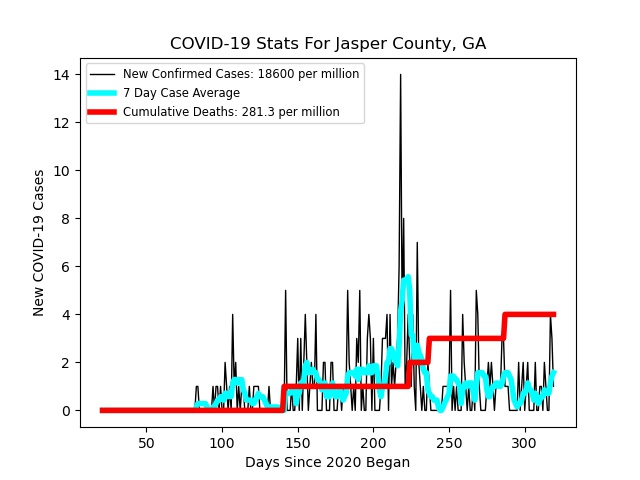 COVID-19 Stats For Jasper County, GA
New Confirmed Cases: 18600 per million
7 Day Case Average
Cumulative Deaths: 281.3 per million
New COVID-19 Cases
14
12
10
8
6
4
2
0
50 100 150 200 250 300
Days Since 2020 Began